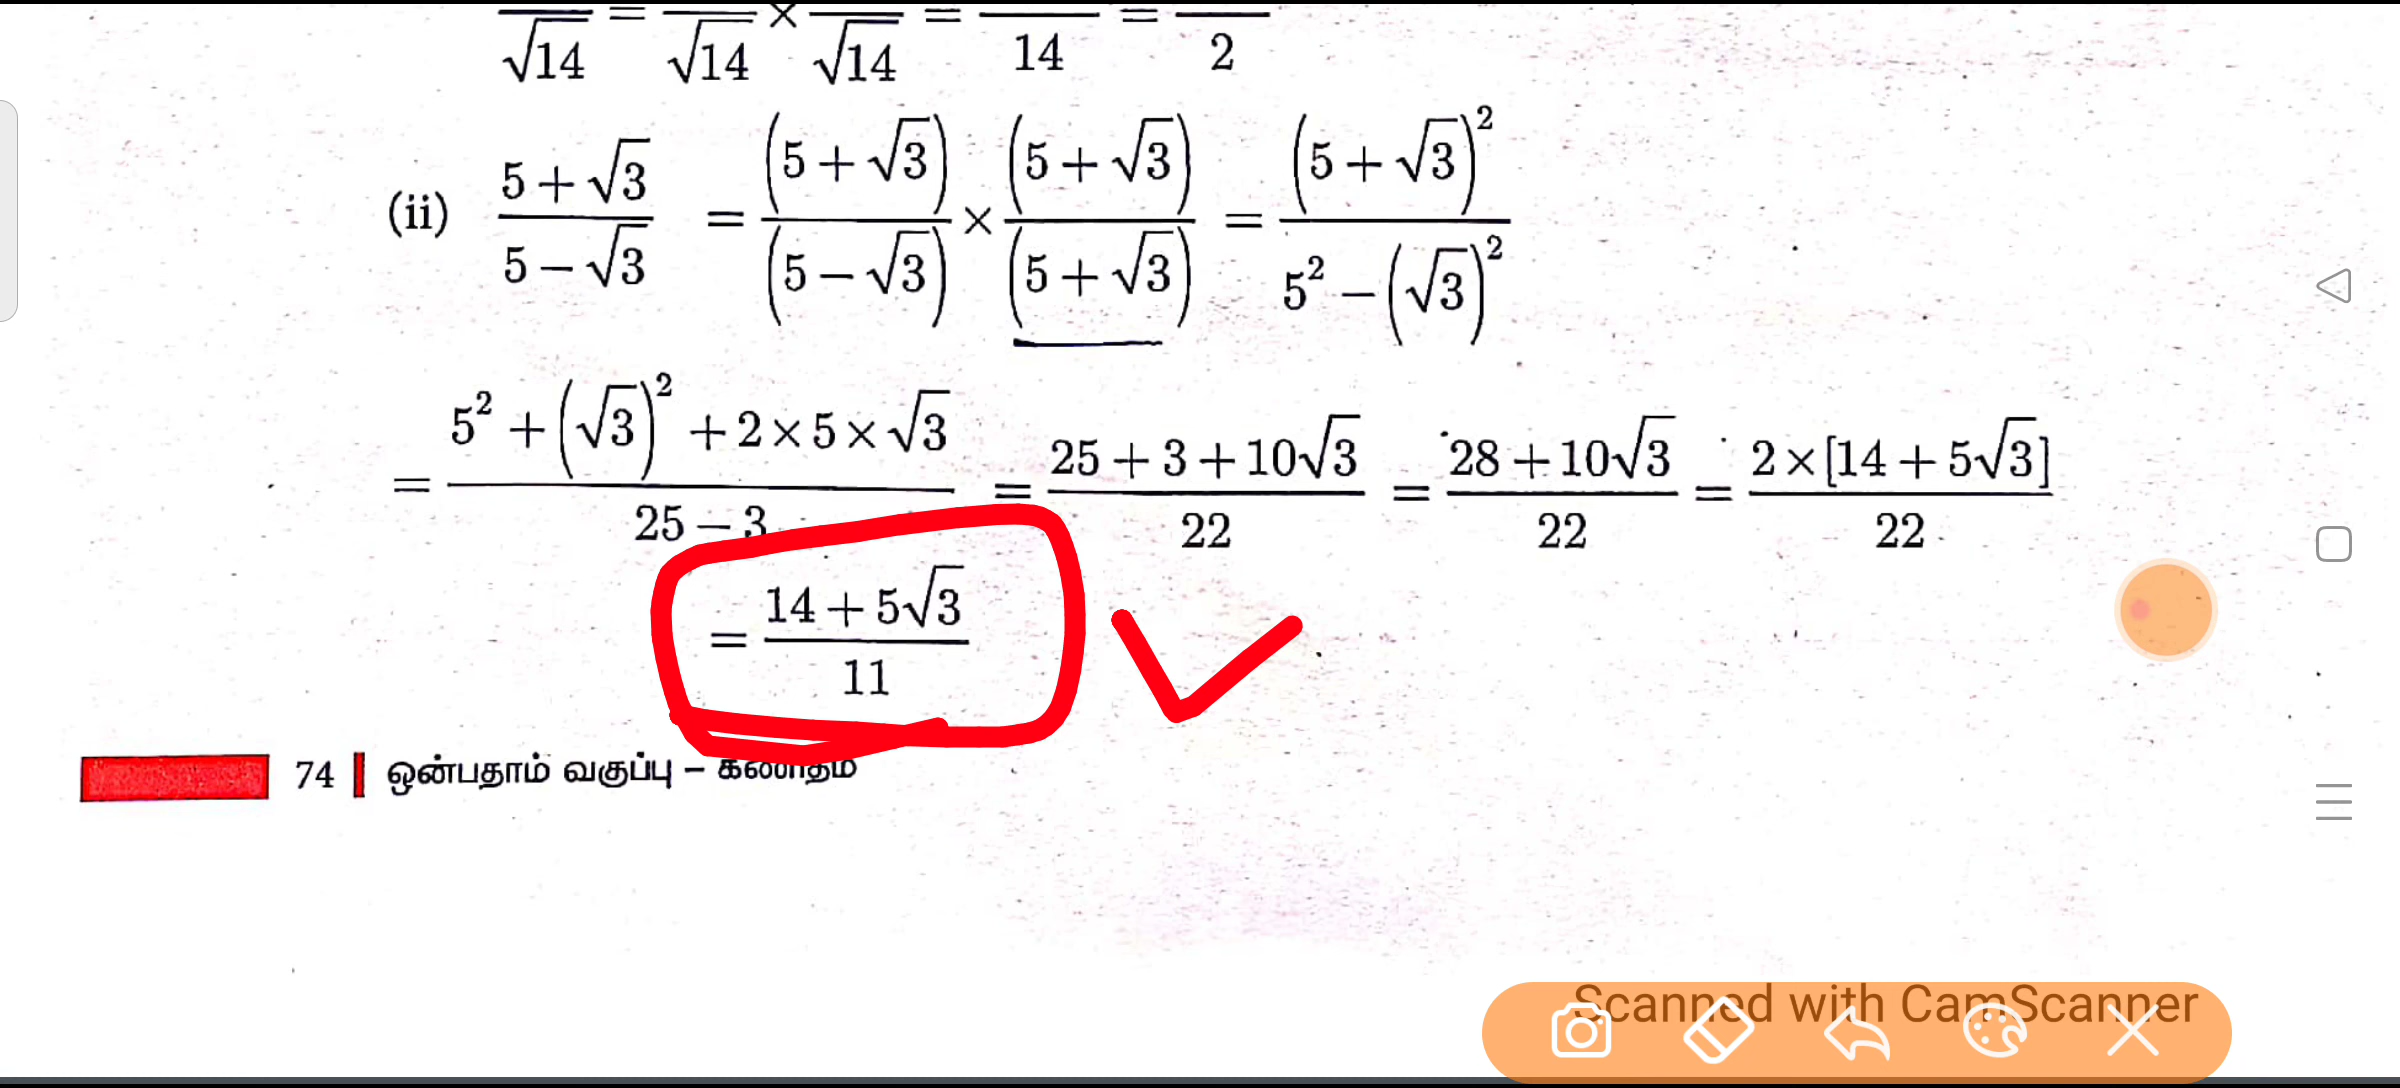 √14 = √14 × √14 = 14 = 2
(ii) (5 + √3)/(5 − √3) = ((5 + √3)/(5 − √3)) × ((5 + √3)/(5 + √3)) = (5 + √3)²/(5² − (√3)²)
= (5² + (√3)² + 2 × 5 × √3)/(25 − 3) = (25 + 3 + 10√3)/22 = (28 + 10√3)/22 = (2 × [14 + 5√3])/22
= (14 + 5√3)/11
74 | ஒன்பதாம் வகுப்பு – கணிதம்
Scanned with CamScanner